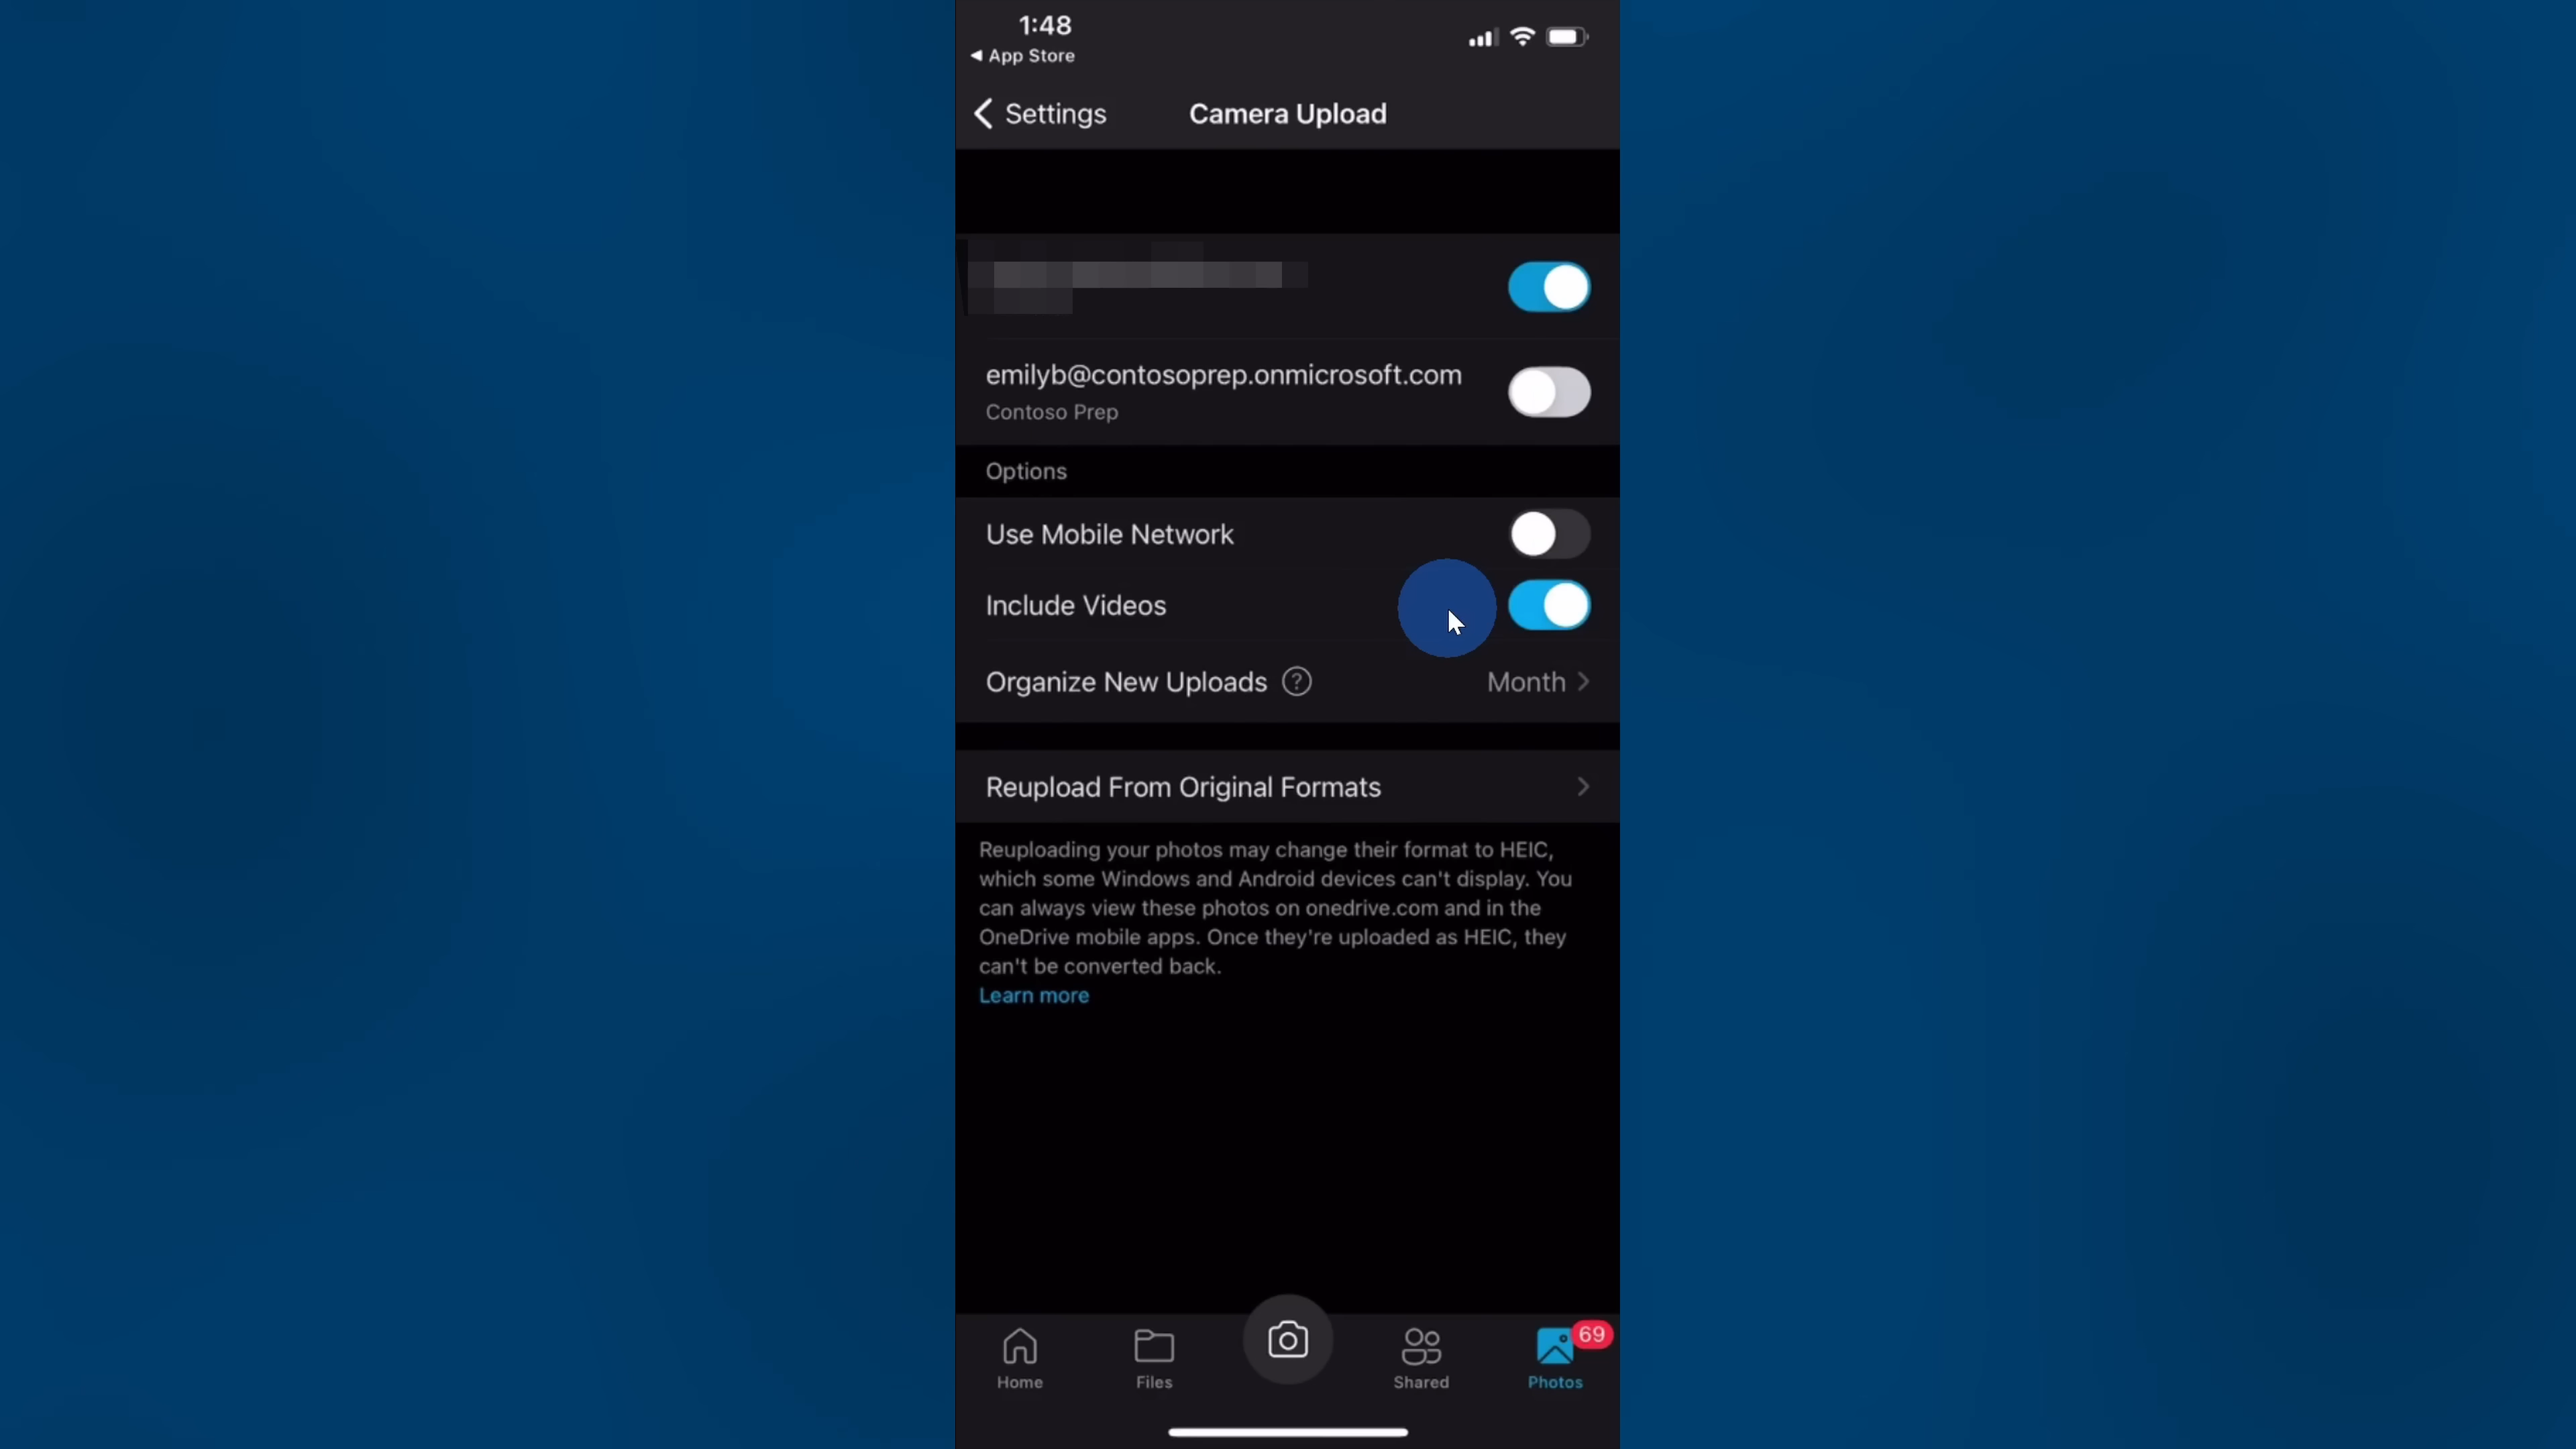 1:48
◀ App Store
Settings
Camera Upload
emilyb@contosoprep.onmicrosoft.com
Contoso Prep
Options
Use Mobile Network
Include Videos
Organize New Uploads ?
Month
Reupload From Original Formats
Reuploading your photos may change their format to HEIC,
which some Windows and Android devices can't display. You
can always view these photos on onedrive.com and in the
OneDrive mobile apps. Once they're uploaded as HEIC, they
can't be converted back.
Learn more
69
Home
Files
Shared
Photos